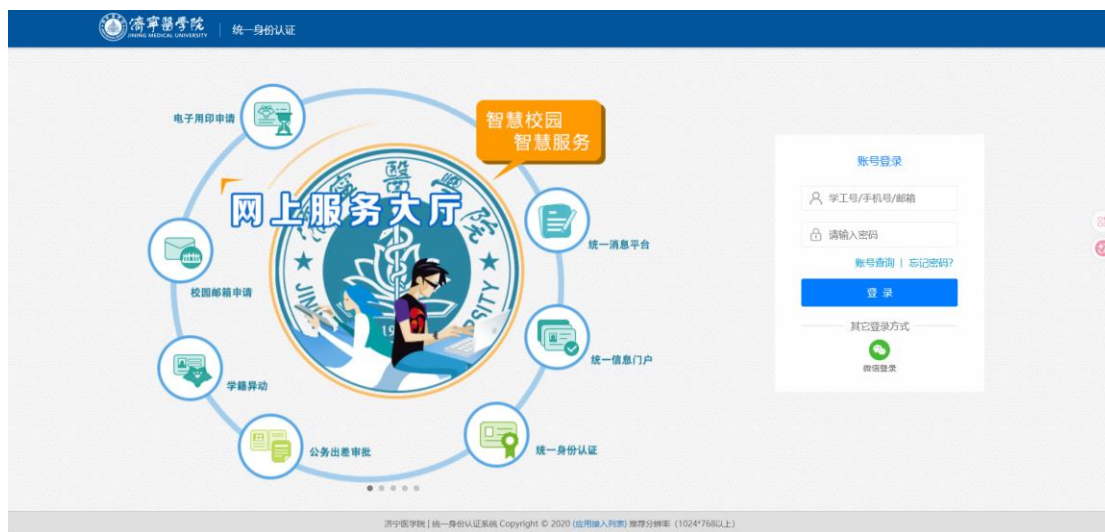 濟寧醫學院
JINING MEDICAL UNIVERSITY
统一身份认证
电子用印申请
智慧校园
智慧服务
网上服务大厅
统一消息平台
校园邮箱申请
统一信息门户
学籍异动
公务出差审批
统一身份认证
账号登录
学工号/手机号/邮箱
请输入密码
账号查询 | 忘记密码?
登 录
其它登录方式
微信登录
济宁医学院 | 统一身份认证系统 Copyright © 2020 (应用接入列表) 推荐分辨率 (1024*768以上)